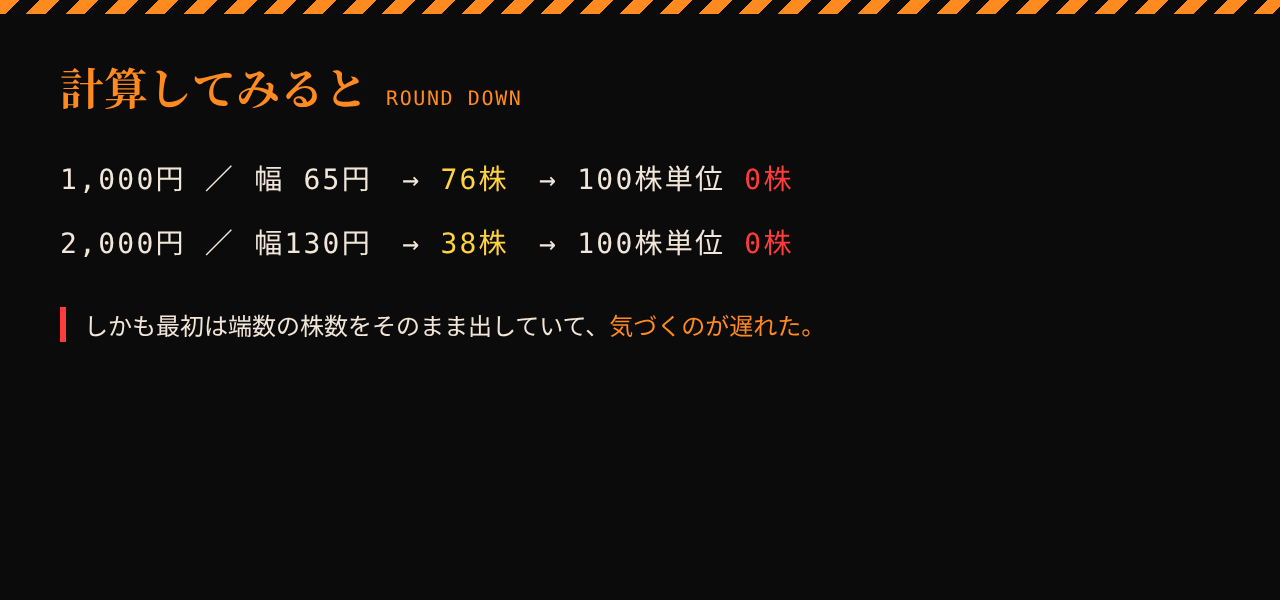 計算してみると ROUND DOWN
1,000円 ／ 幅 65円 → 76株 → 100株単位 0株
2,000円 ／ 幅130円 → 38株 → 100株単位 0株
しかも最初は端数の株数をそのまま出していて、気づくのが遅れた。